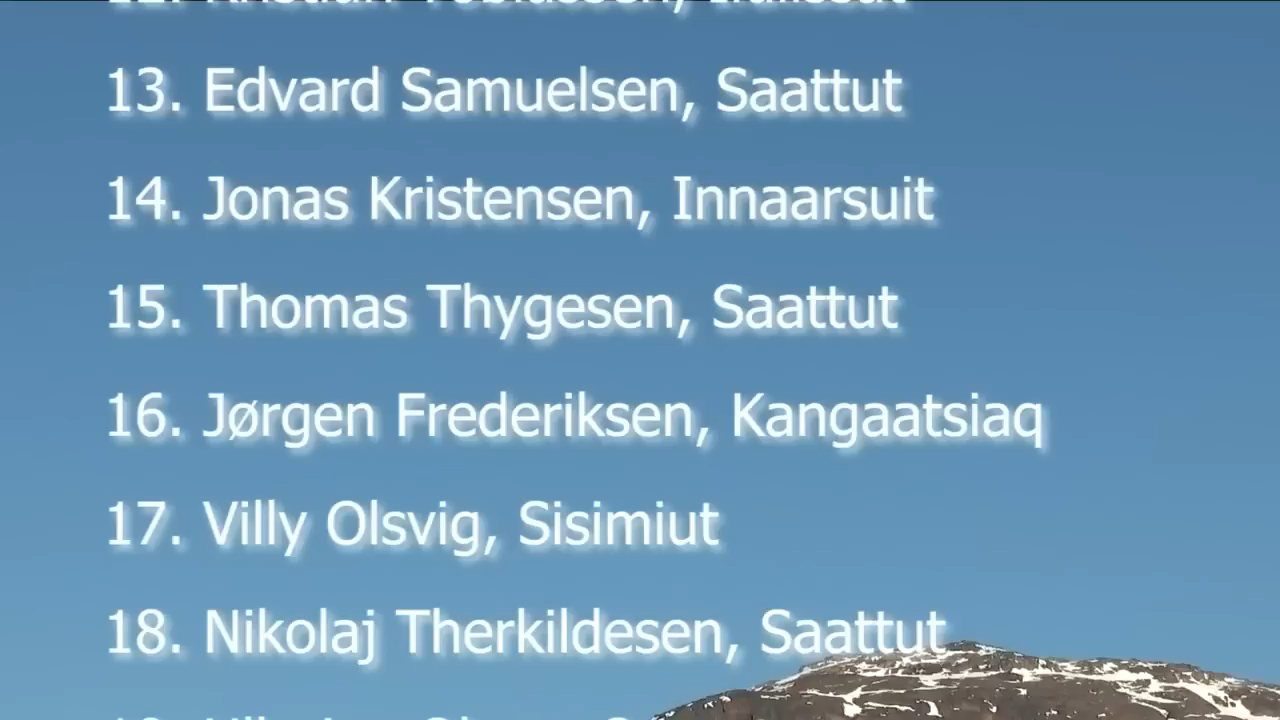 13. Edvard Samuelsen, Saattut
14. Jonas Kristensen, Innaarsuit
15. Thomas Thygesen, Saattut
16. Jørgen Frederiksen, Kangaatsiaq
17. Villy Olsvig, Sisimiut
18. Nikolaj Therkildesen, Saattut